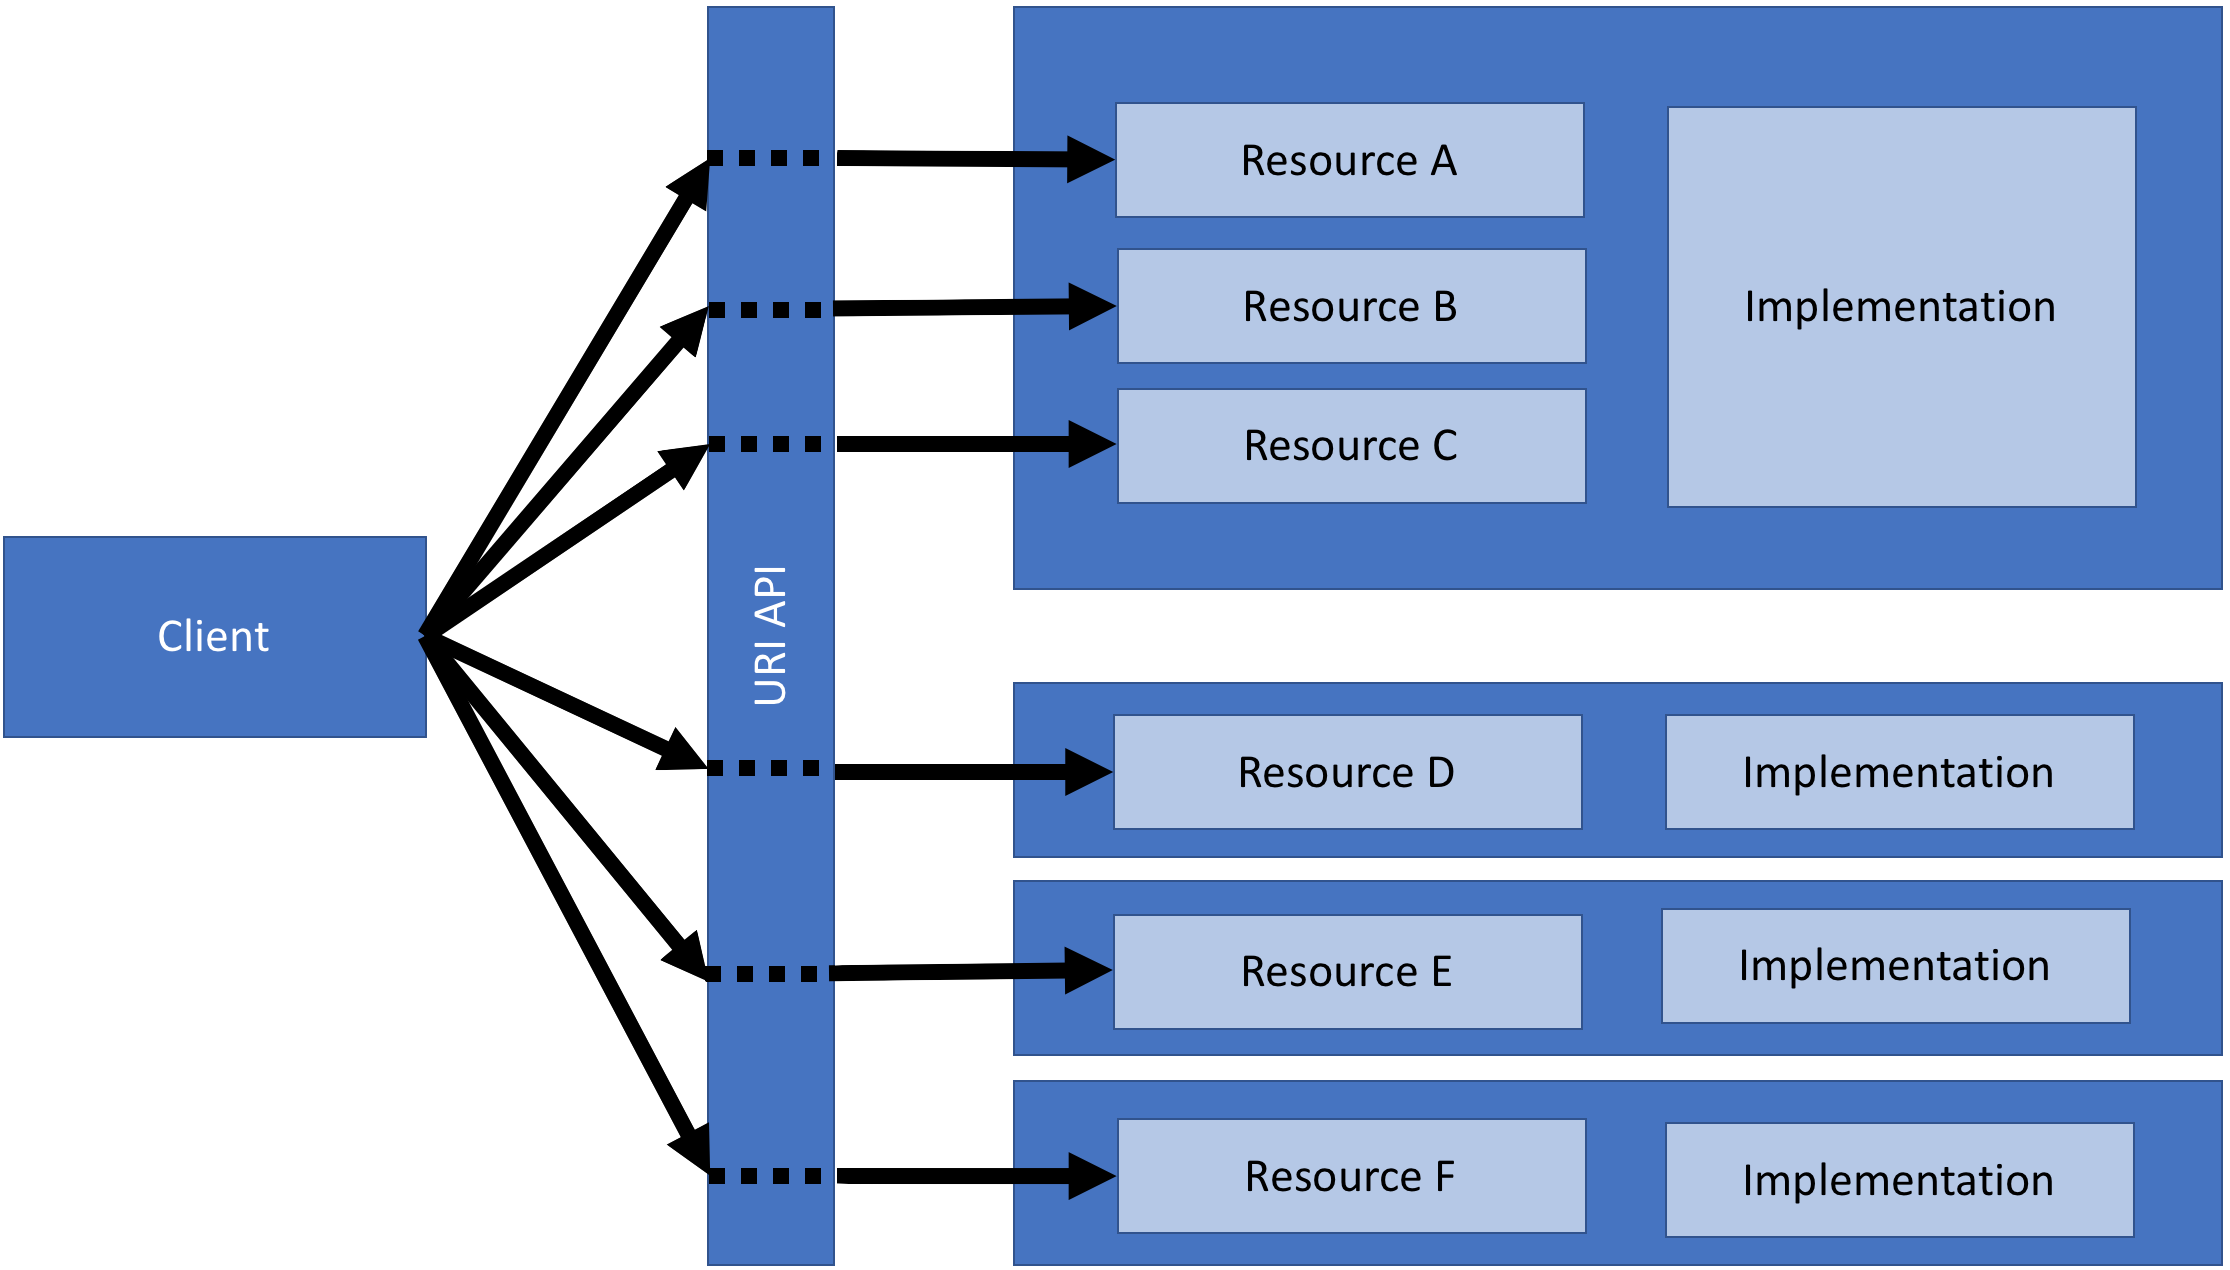 Client
URI API
Resource A
Resource B
Resource C
Implementation
Resource D
Implementation
Resource E
Implementation
Resource F
Implementation